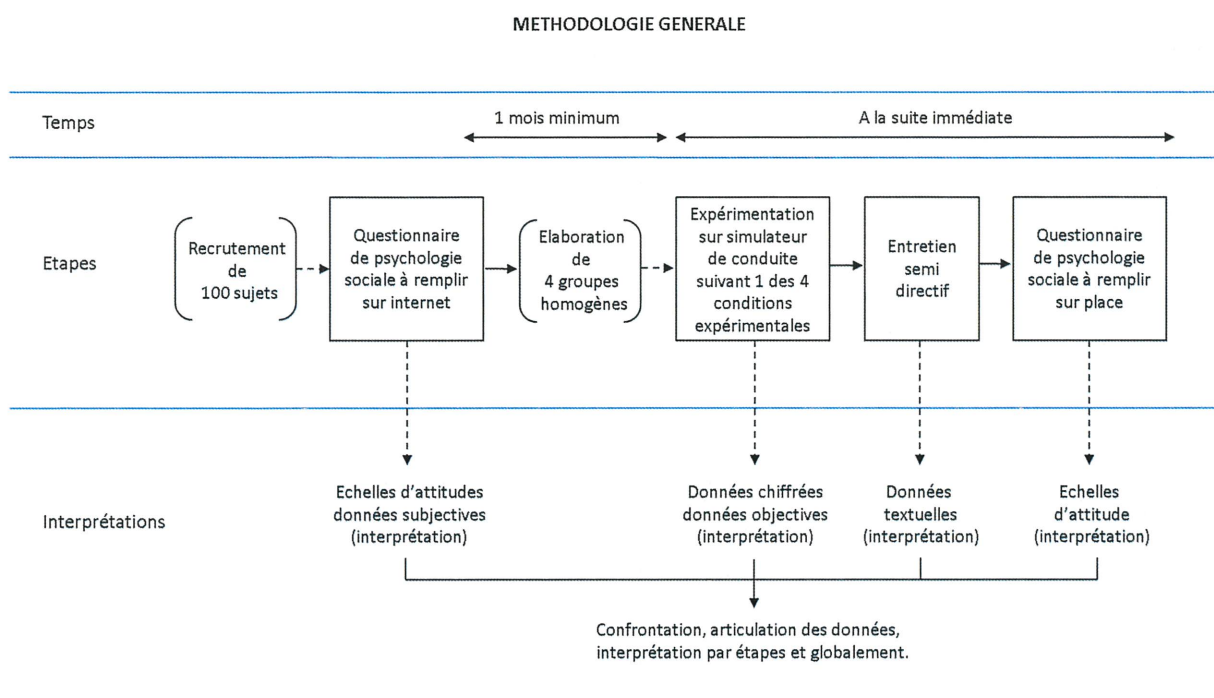 METHODOLOGIE GENERALE
Temps
1 mois minimum
A la suite immédiate
Etapes
Recrutement
de
100 sujets
Questionnaire
de psychologie
sociale à remplir
sur internet
Elaboration
de
4 groupes
homogènes
Expérimentation
sur simulateur
de conduite
suivant 1 des 4
conditions
expérimentales
Entretien
semi
directif
Questionnaire
de psychologie
sociale à remplir
sur place
Interprétations
Echelles d'attitudes
données subjectives
(interprétation)
Données chiffrées
données objectives
(interprétation)
Données
textuelles
(interprétation)
Echelles
d'attitude
(interprétation)
Confrontation, articulation des données,
interprétation par étapes et globalement.